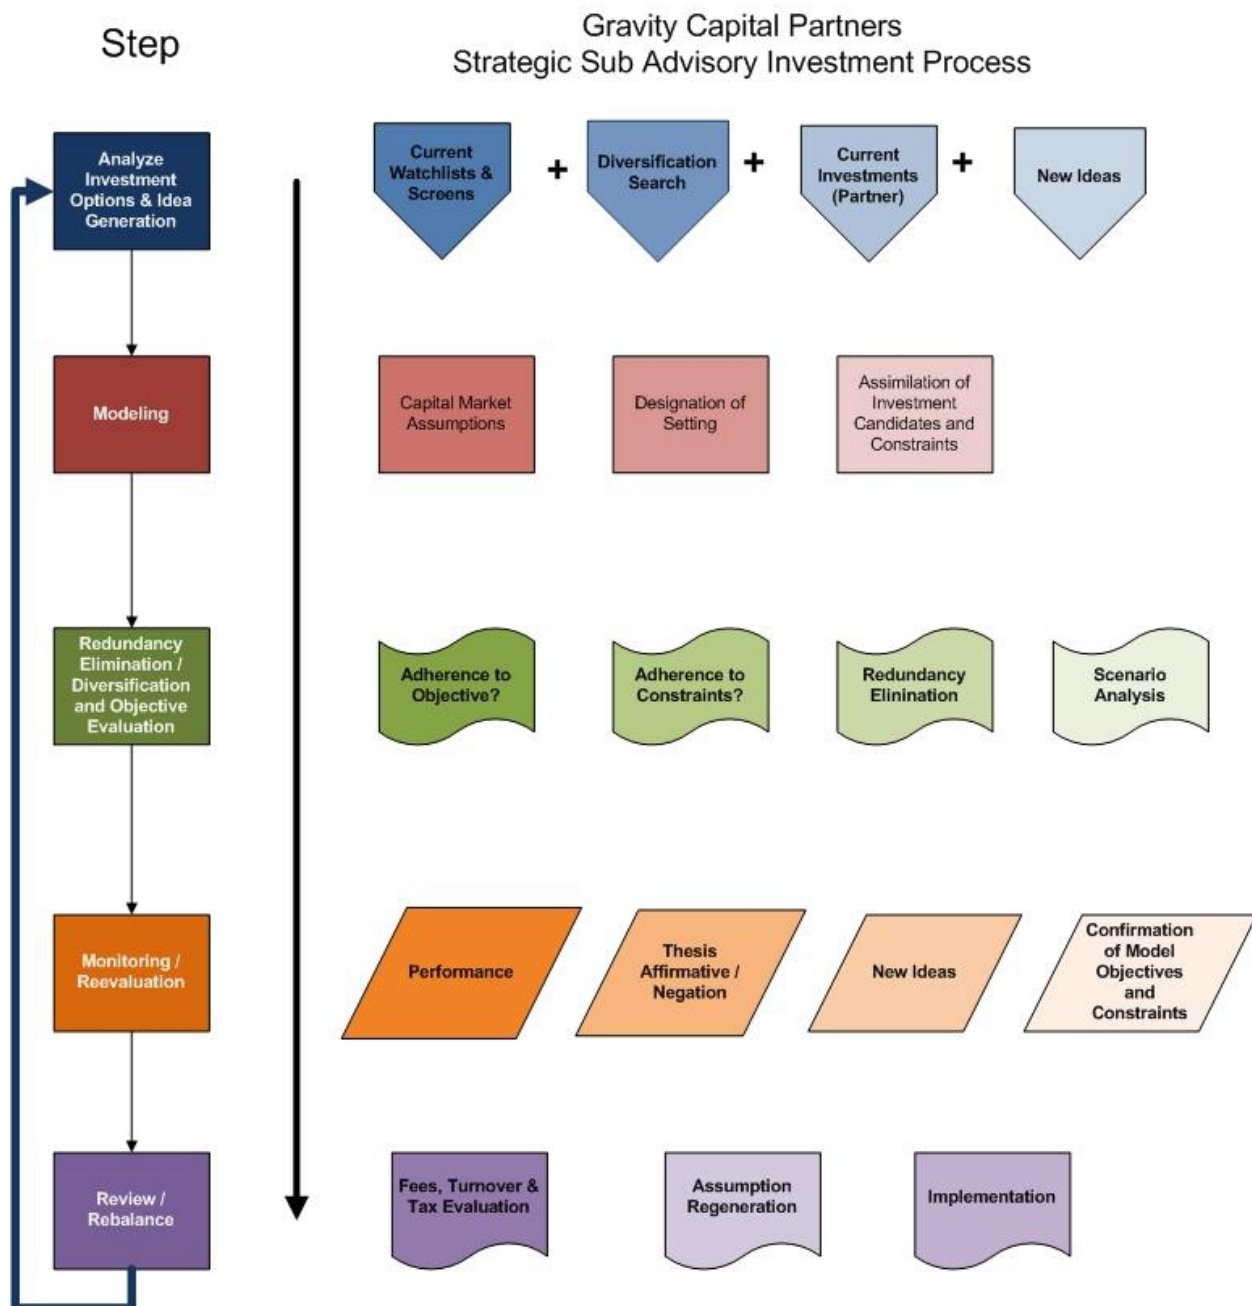 Step
Gravity Capital Partners
Strategic Sub Advisory Investment Process
Analyze
Investment
Options & Idea
Generation
Current
Watchlists &
Screens
+
Diversification
Search
+
Current
Investments
(Partner)
+
New Ideas
Modeling
Capital Market
Assumptions
Designation of
Setting
Assimilation of
Investment
Candidates and
Constraints
Redundancy
Elimination /
Diversification
and Objective
Evaluation
Adherence to
Objective?
Adherence to
Constraints?
Redundancy
Elinination
Scenario
Analysis
Monitoring /
Reevaluation
Performance
Thesis
Affirmative /
Negation
New Ideas
Confirmation
of Model
Objectives
and
Constraints
Review /
Rebalance
Fees, Turnover &
Tax Evaluation
Assumption
Regeneration
Implementation